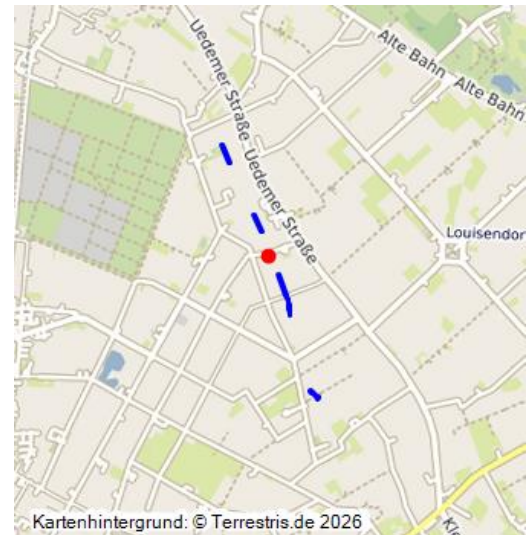 Uedemer Straße
Uedemer Straße
Alte Bahn
Alte Bahn
Louisendorf
Kartenhintergrund: © Terrestris.de 2026